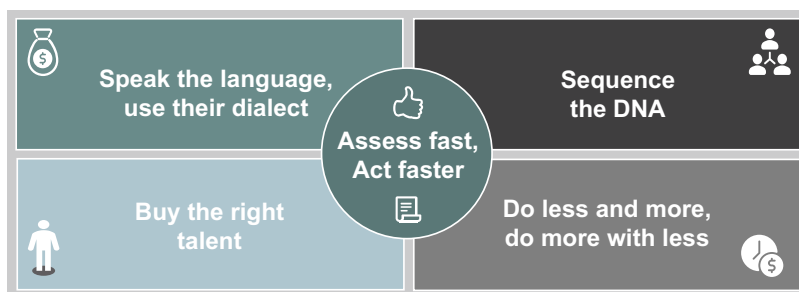 Speak the language,
use their dialect
Sequence
the DNA
Assess fast,
Act faster
Buy the right
talent
Do less and more,
do more with less